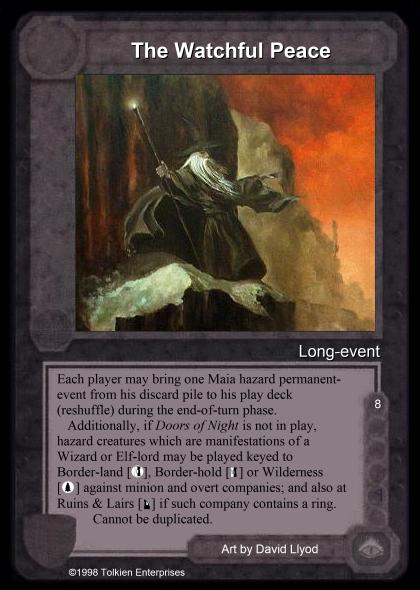 The Watchful Peace
Long-event
Each player may bring one Maia hazard permanent-
event from his discard pile to his play deck
(reshuffle) during the end-of-turn phase.
Additionally, if Doors of Night is not in play,
hazard creatures which are manifestations of a
Wizard or Elf-lord may be played keyed to
Border-land [], Border-hold [] or Wilderness
[] against minion and overt companies; and also at
Ruins & Lairs [] if such company contains a ring.
Cannot be duplicated.
8
Art by David Llyod
©1998 Tolkien Enterprises